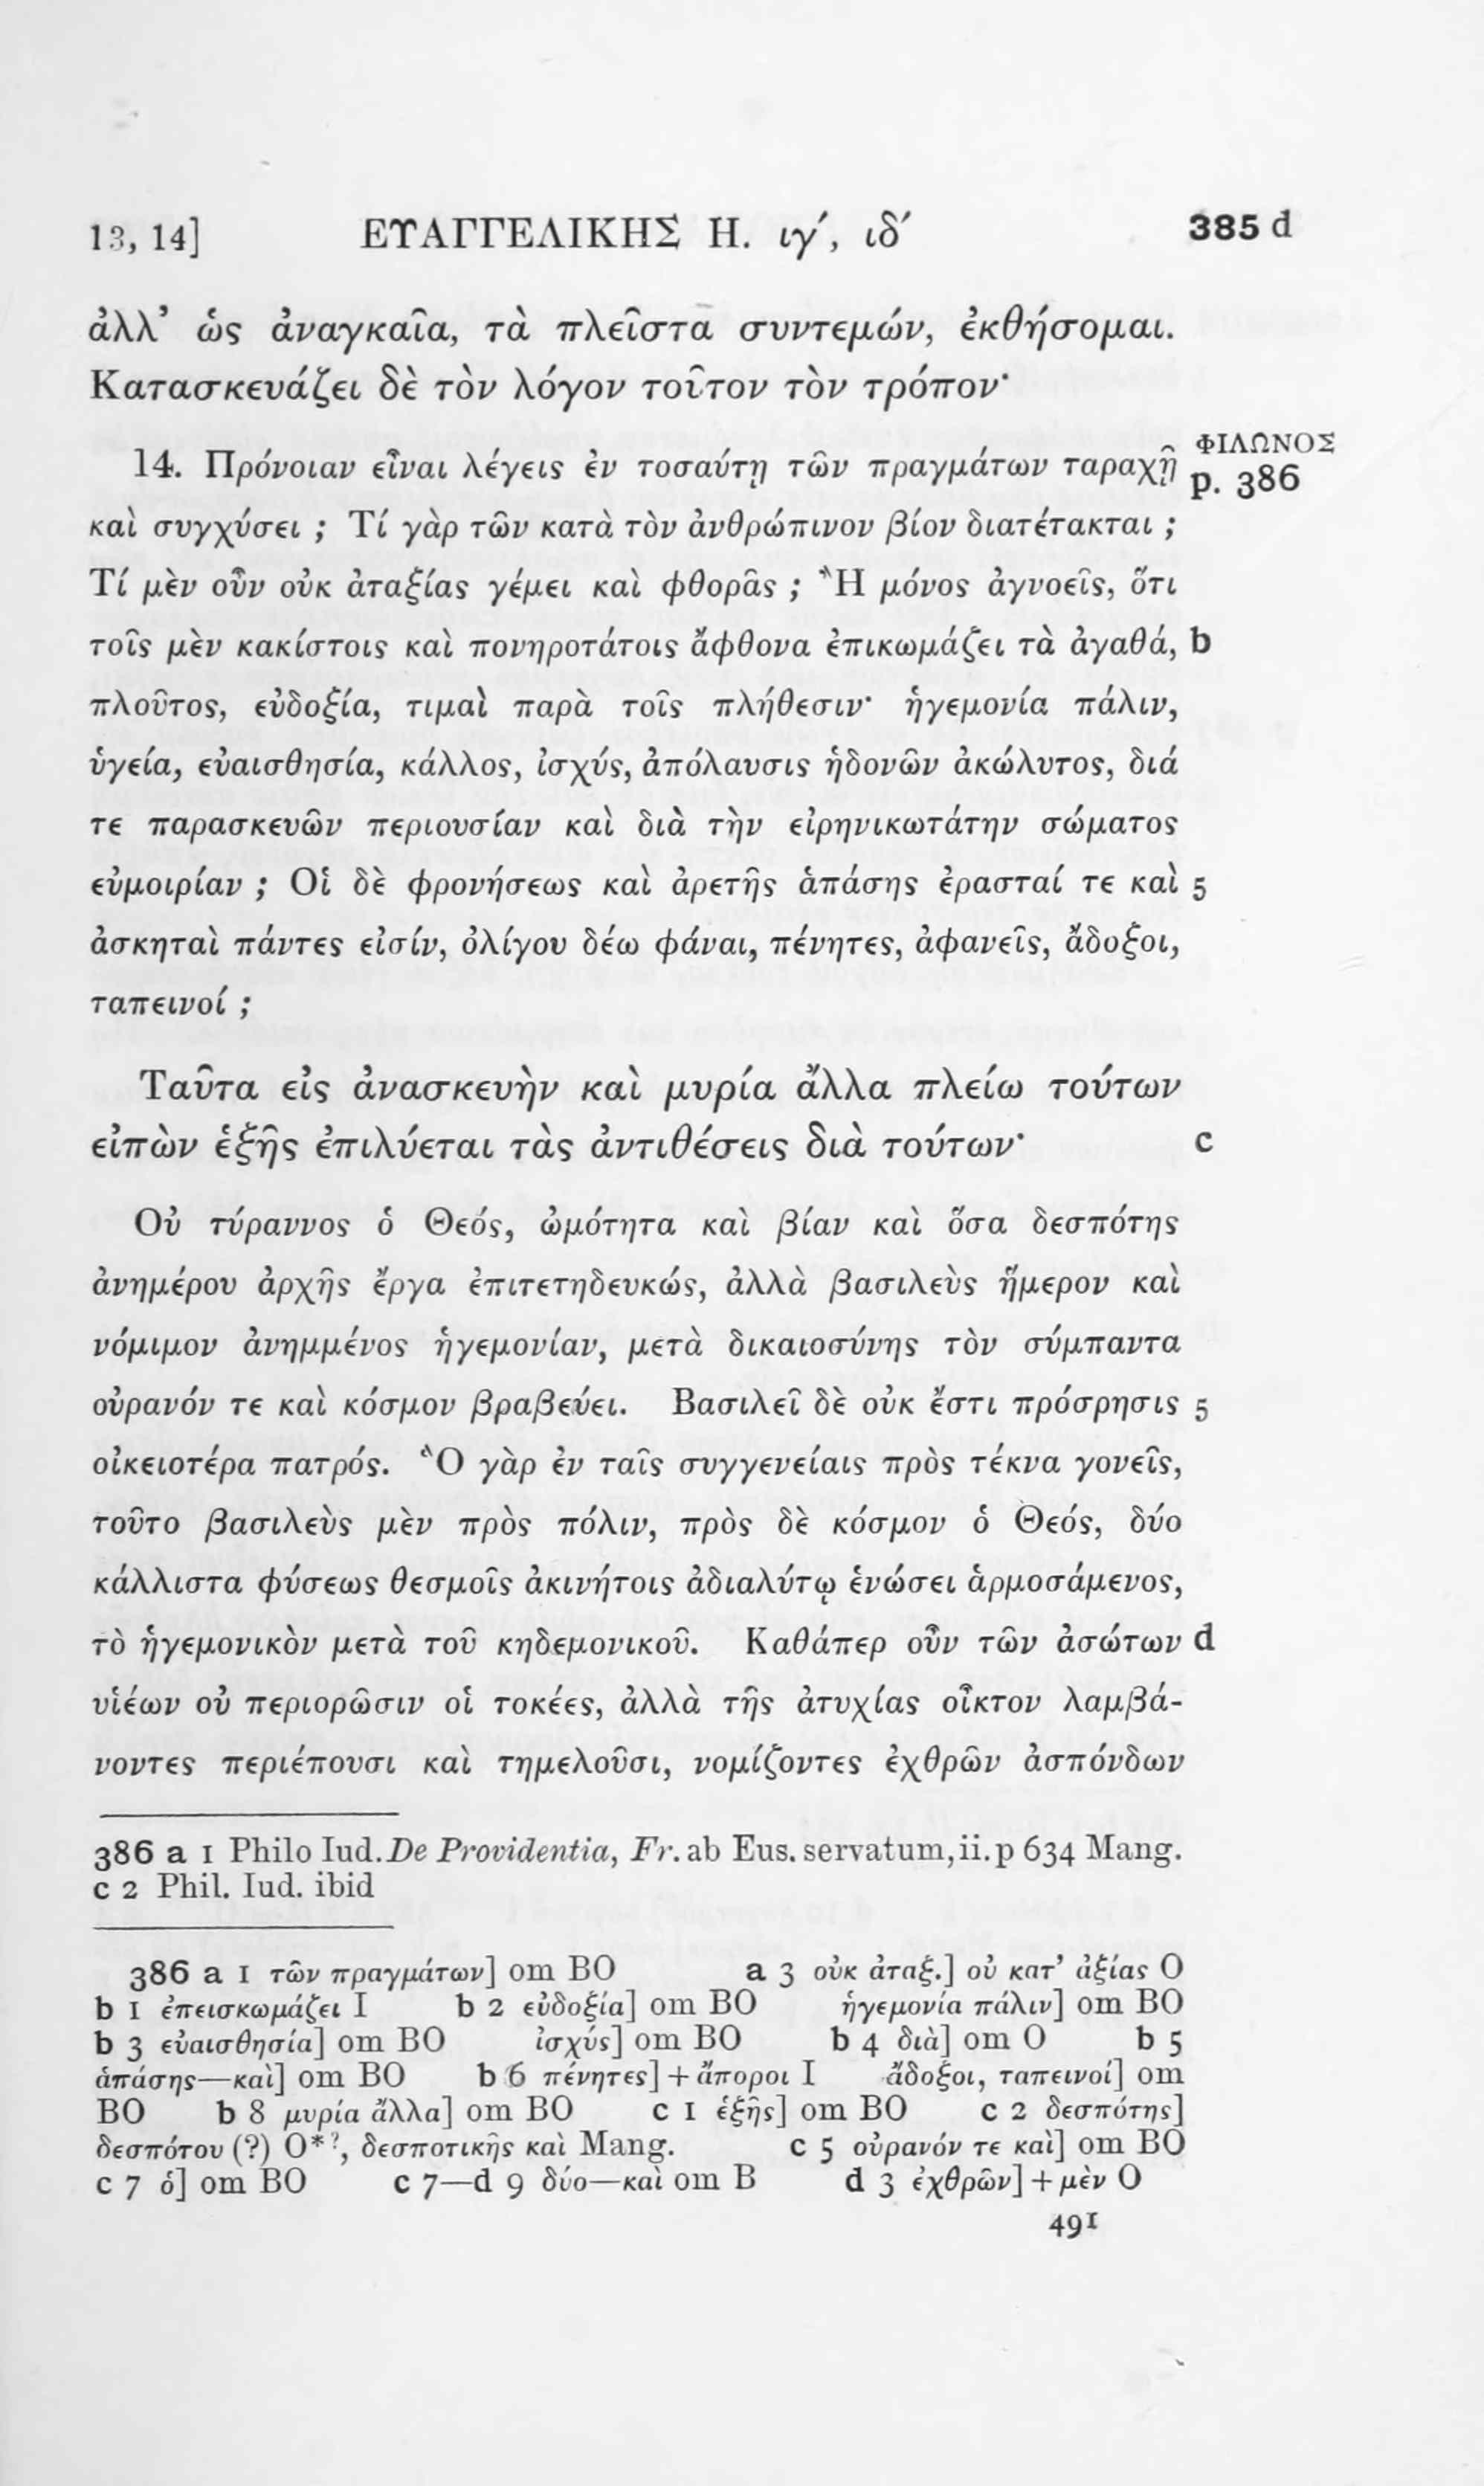 13, 14] ΕΥΑΓΓΕΛΙΚΗΣ Η. ιγ΄, ιδ΄ 385 d
ἀλλ’ ὡς ἀναγκαῖα, τὰ πλεῖστα συντεμών, ἐκθήσομαι.
Κατασκευάζει δὲ τὸν λόγον τοῦτον τὸν τρόπον·
14. Πρόνοιαν εἶναι λέγεις ἐν τοσαύτῃ τῶν πραγμάτων ταραχῇ ΦΙΛΩΝΟΣ p. 386
καὶ συγχύσει ; Τί γὰρ τῶν κατὰ τὸν ἀνθρώπινον βίον διατέτακται ;
Τί μὲν οὖν οὐκ ἀταξίας γέμει καὶ φθορᾶς ; Ἢ μόνος ἀγνοεῖς, ὅτι
τοῖς μὲν κακίστοις καὶ πονηροτάτοις ἄφθονα ἐπικωμάζει τὰ ἀγαθά, b
πλοῦτος, εὐδοξία, τιμαὶ παρὰ τοῖς πλήθεσιν· ἡγεμονία πάλιν,
ὑγεία, εὐαισθησία, κάλλος, ἰσχύς, ἀπόλαυσις ἡδονῶν ἀκώλυτος, διά
τε παρασκευῶν περιουσίαν καὶ διὰ τὴν εἰρηνικωτάτην σώματος
εὐμοιρίαν ; Οἱ δὲ φρονήσεως καὶ ἀρετῆς ἁπάσης ἐρασταί τε καὶ 5
ἀσκηταὶ πάντες εἰσίν, ὀλίγου δέω φάναι, πένητες, ἀφανεῖς, ἄδοξοι,
ταπεινοί ;
Ταῦτα εἰς ἀνασκευὴν καὶ μυρία ἄλλα πλείω τούτων
εἰπὼν ἑξῆς ἐπιλύεται τὰς ἀντιθέσεις διὰ τούτων· c
Οὐ τύραννος ὁ Θεός, ὠμότητα καὶ βίαν καὶ ὅσα δεσπότης
ἀνημέρου ἀρχῆς ἔργα ἐπιτετηδευκώς, ἀλλὰ βασιλεὺς ἥμερον καὶ
νόμιμον ἀνημμένος ἡγεμονίαν, μετὰ δικαιοσύνης τὸν σύμπαντα
οὐρανόν τε καὶ κόσμον βραβεύει. Βασιλεῖ δὲ οὐκ ἔστι πρόσρησις 5
οἰκειοτέρα πατρός. Ὃ γὰρ ἐν ταῖς συγγενείαις πρὸς τέκνα γονεῖς,
τοῦτο βασιλεὺς μὲν πρὸς πόλιν, πρὸς δὲ κόσμον ὁ Θεός, δύο
κάλλιστα φύσεως θεσμοῖς ἀκινήτοις ἀδιαλύτῳ ἑνώσει ἁρμοσάμενος,
τὸ ἡγεμονικὸν μετὰ τοῦ κηδεμονικοῦ. Καθάπερ οὖν τῶν ἀσώτων d
υἱέων οὐ περιορῶσιν οἱ τοκέες, ἀλλὰ τῆς ἀτυχίας οἶκτον λαμβά-
νοντες περιέπουσι καὶ τημελοῦσι, νομίζοντες ἐχθρῶν ἀσπόνδων
386 a 1 Philo Iud. De Providentia, Fr. ab Eus. servatum, ii. p 634 Mang.
c 2 Phil. Iud. ibid
386 a 1 τῶν πραγμάτων] om BO a 3 οὐκ ἀταξ.] οὐ κατ’ ἀξίας O
b 1 ἐπεισκωμάζει I b 2 εὐδοξία] om BO ἡγεμονία πάλιν] om BO
b 3 εὐαισθησία] om BO ἰσχύς] om BO b 4 διὰ] om O b 5
ἁπάσης—καὶ] om BO b 6 πένητες] + ἄποροι I ἄδοξοι, ταπεινοί] om
BO b 8 μυρία ἄλλα] om BO c 1 ἑξῆς] om BO c 2 δεσπότης]
δεσπότου (?) O*?, δεσποτικῆς καὶ Mang. c 5 οὐρανόν τε καὶ] om BO
c 7 ὁ] om BO c 7—d 9 δύο—καὶ om B d 3 ἐχθρῶν] + μὲν O
491